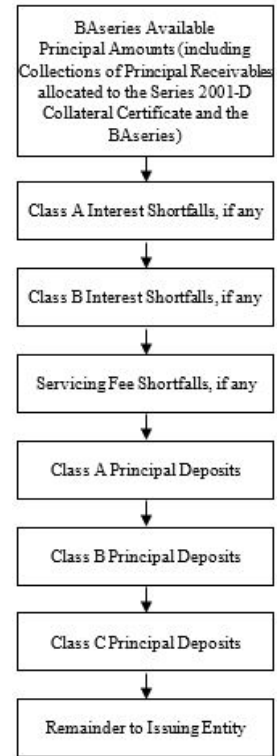 BAseries Available
Principal Amounts (including
Collections of Principal Receivables
allocated to the Series 2001-D
Collateral Certificate and the
BAseries)
Class A Interest Shortfalls, if any
Class B Interest Shortfalls, if any
Servicing Fee Shortfalls, if any
Class A Principal Deposits
Class B Principal Deposits
Class C Principal Deposits
Remainder to Issuing Entity